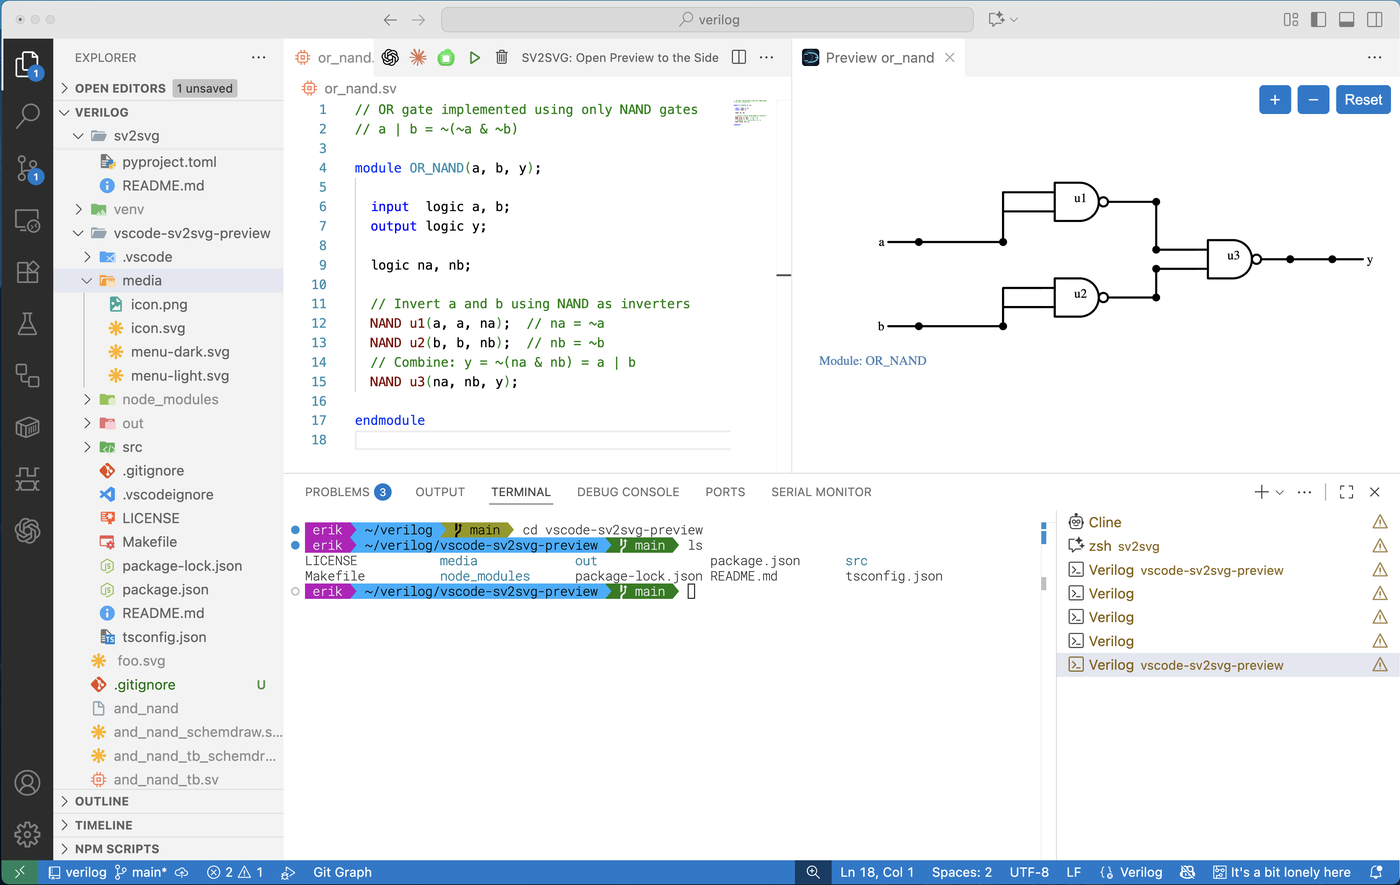 verilog
EXPLORER
OPEN EDITORS 1 unsaved
VERILOG
sv2svg
pyproject.toml
README.md
venv
vscode-sv2svg-preview
.vscode
media
icon.png
icon.svg
menu-dark.svg
menu-light.svg
node_modules
out
src
.gitignore
.vscodeignore
LICENSE
Makefile
package-lock.json
package.json
README.md
tsconfig.json
foo.svg
.gitignore U
and_nand
and_nand_schemdraw.s...
and_nand_tb_schemdr...
and_nand_tb.sv
OUTLINE
TIMELINE
NPM SCRIPTS
1
1
or_nand. SV2SVG: Open Preview to the Side
or_nand.sv
1 // OR gate implemented using only NAND gates
2 // a | b = ~(~a & ~b)
3
4 module OR_NAND(a, b, y);
5
6 input logic a, b;
7 output logic y;
8
9 logic na, nb;
10
11 // Invert a and b using NAND as inverters
12 NAND u1(a, a, na); // na = ~a
13 NAND u2(b, b, nb); // nb = ~b
14 // Combine: y = ~(na & nb) = a | b
15 NAND u3(na, nb, y);
16
17 endmodule
18
Preview or_nand
+ − Reset
u1
a
u3
y
u2
b
Module: OR_NAND
PROBLEMS 3 OUTPUT TERMINAL DEBUG CONSOLE PORTS SERIAL MONITOR
erik ~/verilog main cd vscode-sv2svg-preview
erik ~/verilog/vscode-sv2svg-preview main ls
LICENSE media out package.json src
Makefile node_modules package-lock.json README.md tsconfig.json
erik ~/verilog/vscode-sv2svg-preview main
Cline
zsh sv2svg
Verilog vscode-sv2svg-preview
Verilog
Verilog
Verilog
Verilog vscode-sv2svg-preview
verilog main* 2 1 Git Graph Ln 18, Col 1 Spaces: 2 UTF-8 LF Verilog It's a bit lonely here